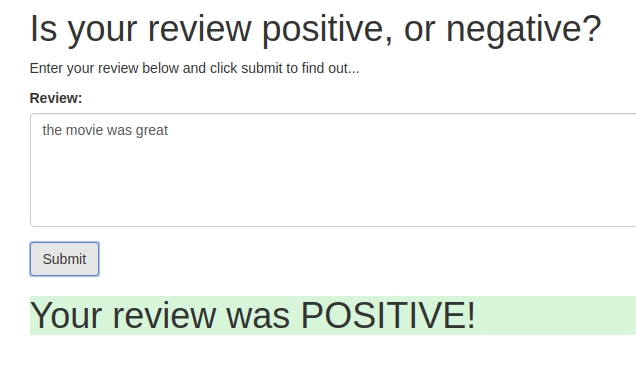 Is your review positive, or negative?
Enter your review below and click submit to find out...
Review:
the movie was great
Submit
Your review was POSITIVE!